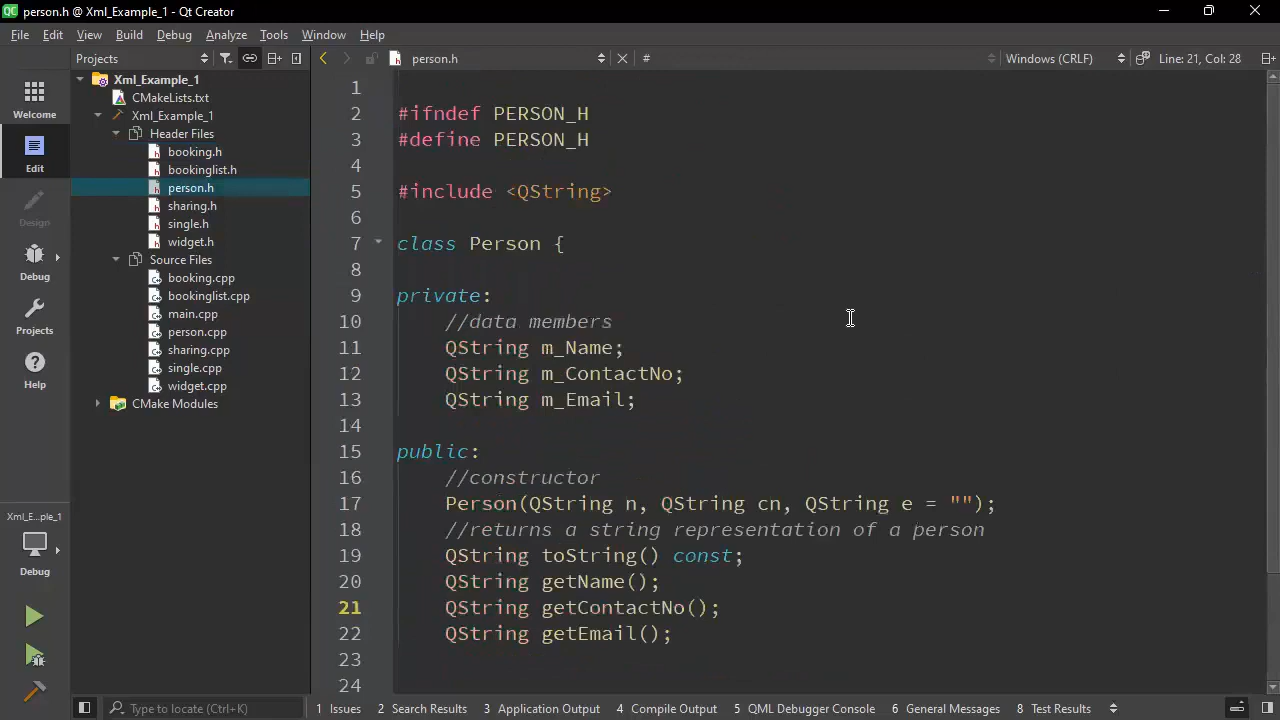 person.h @ Xml_Example_1 - Qt Creator
File Edit View Build Debug Analyze Tools Window Help
Projects
person.h
#
Windows (CRLF)
Line: 21, Col: 28
Welcome
Edit
Design
Debug
Projects
Help
Xml_E...ple_1
Debug
Xml_Example_1
CMakeLists.txt
Xml_Example_1
Header Files
booking.h
bookinglist.h
person.h
sharing.h
single.h
widget.h
Source Files
booking.cpp
bookinglist.cpp
main.cpp
person.cpp
sharing.cpp
single.cpp
widget.cpp
CMake Modules
1
2 #ifndef PERSON_H
3 #define PERSON_H
4
5 #include <QString>
6
7 class Person {
8
9 private:
10 //data members
11 QString m_Name;
12 QString m_ContactNo;
13 QString m_Email;
14
15 public:
16 //constructor
17 Person(QString n, QString cn, QString e = "");
18 //returns a string representation of a person
19 QString toString() const;
20 QString getName();
21 QString getContactNo();
22 QString getEmail();
23
24
Type to locate (Ctrl+K)
1 Issues 2 Search Results 3 Application Output 4 Compile Output 5 QML Debugger Console 6 General Messages 8 Test Results